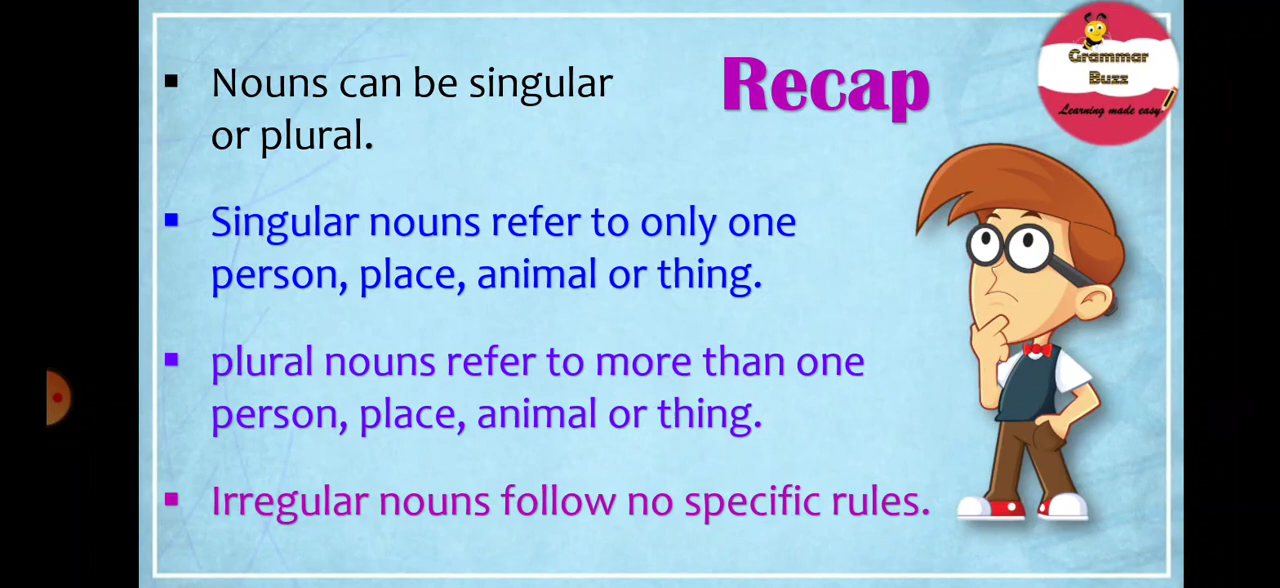 Recap
Grammar
Buzz
Learning made easy!
Nouns can be singular
or plural.
Singular nouns refer to only one
person, place, animal or thing.
plural nouns refer to more than one
person, place, animal or thing.
Irregular nouns follow no specific rules.